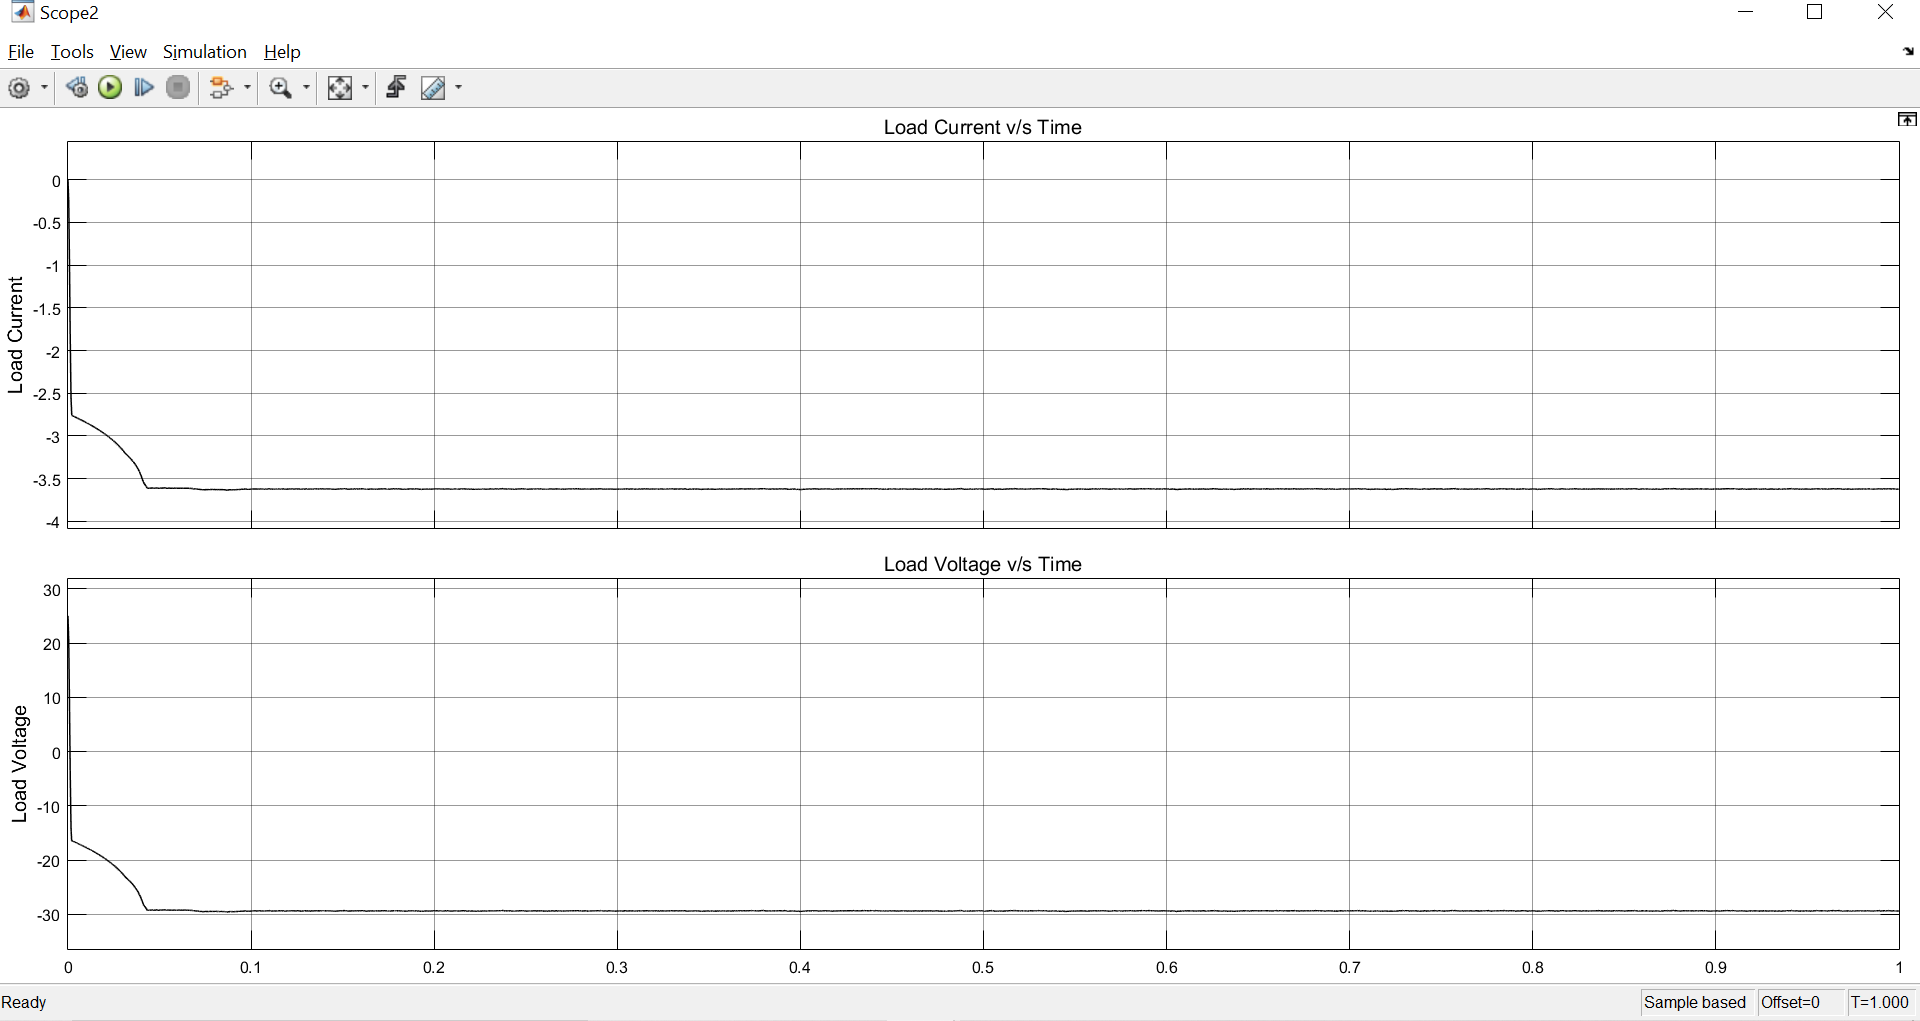 Scope2
File Tools View Simulation Help
Load Current v/s Time
Load Current
0
-0.5
-1
-1.5
-2
-2.5
-3
-3.5
-4
Load Voltage v/s Time
Load Voltage
30
20
10
0
-10
-20
-30
0 0.1 0.2 0.3 0.4 0.5 0.6 0.7 0.8 0.9 1
Ready Sample based Offset=0 T=1.000